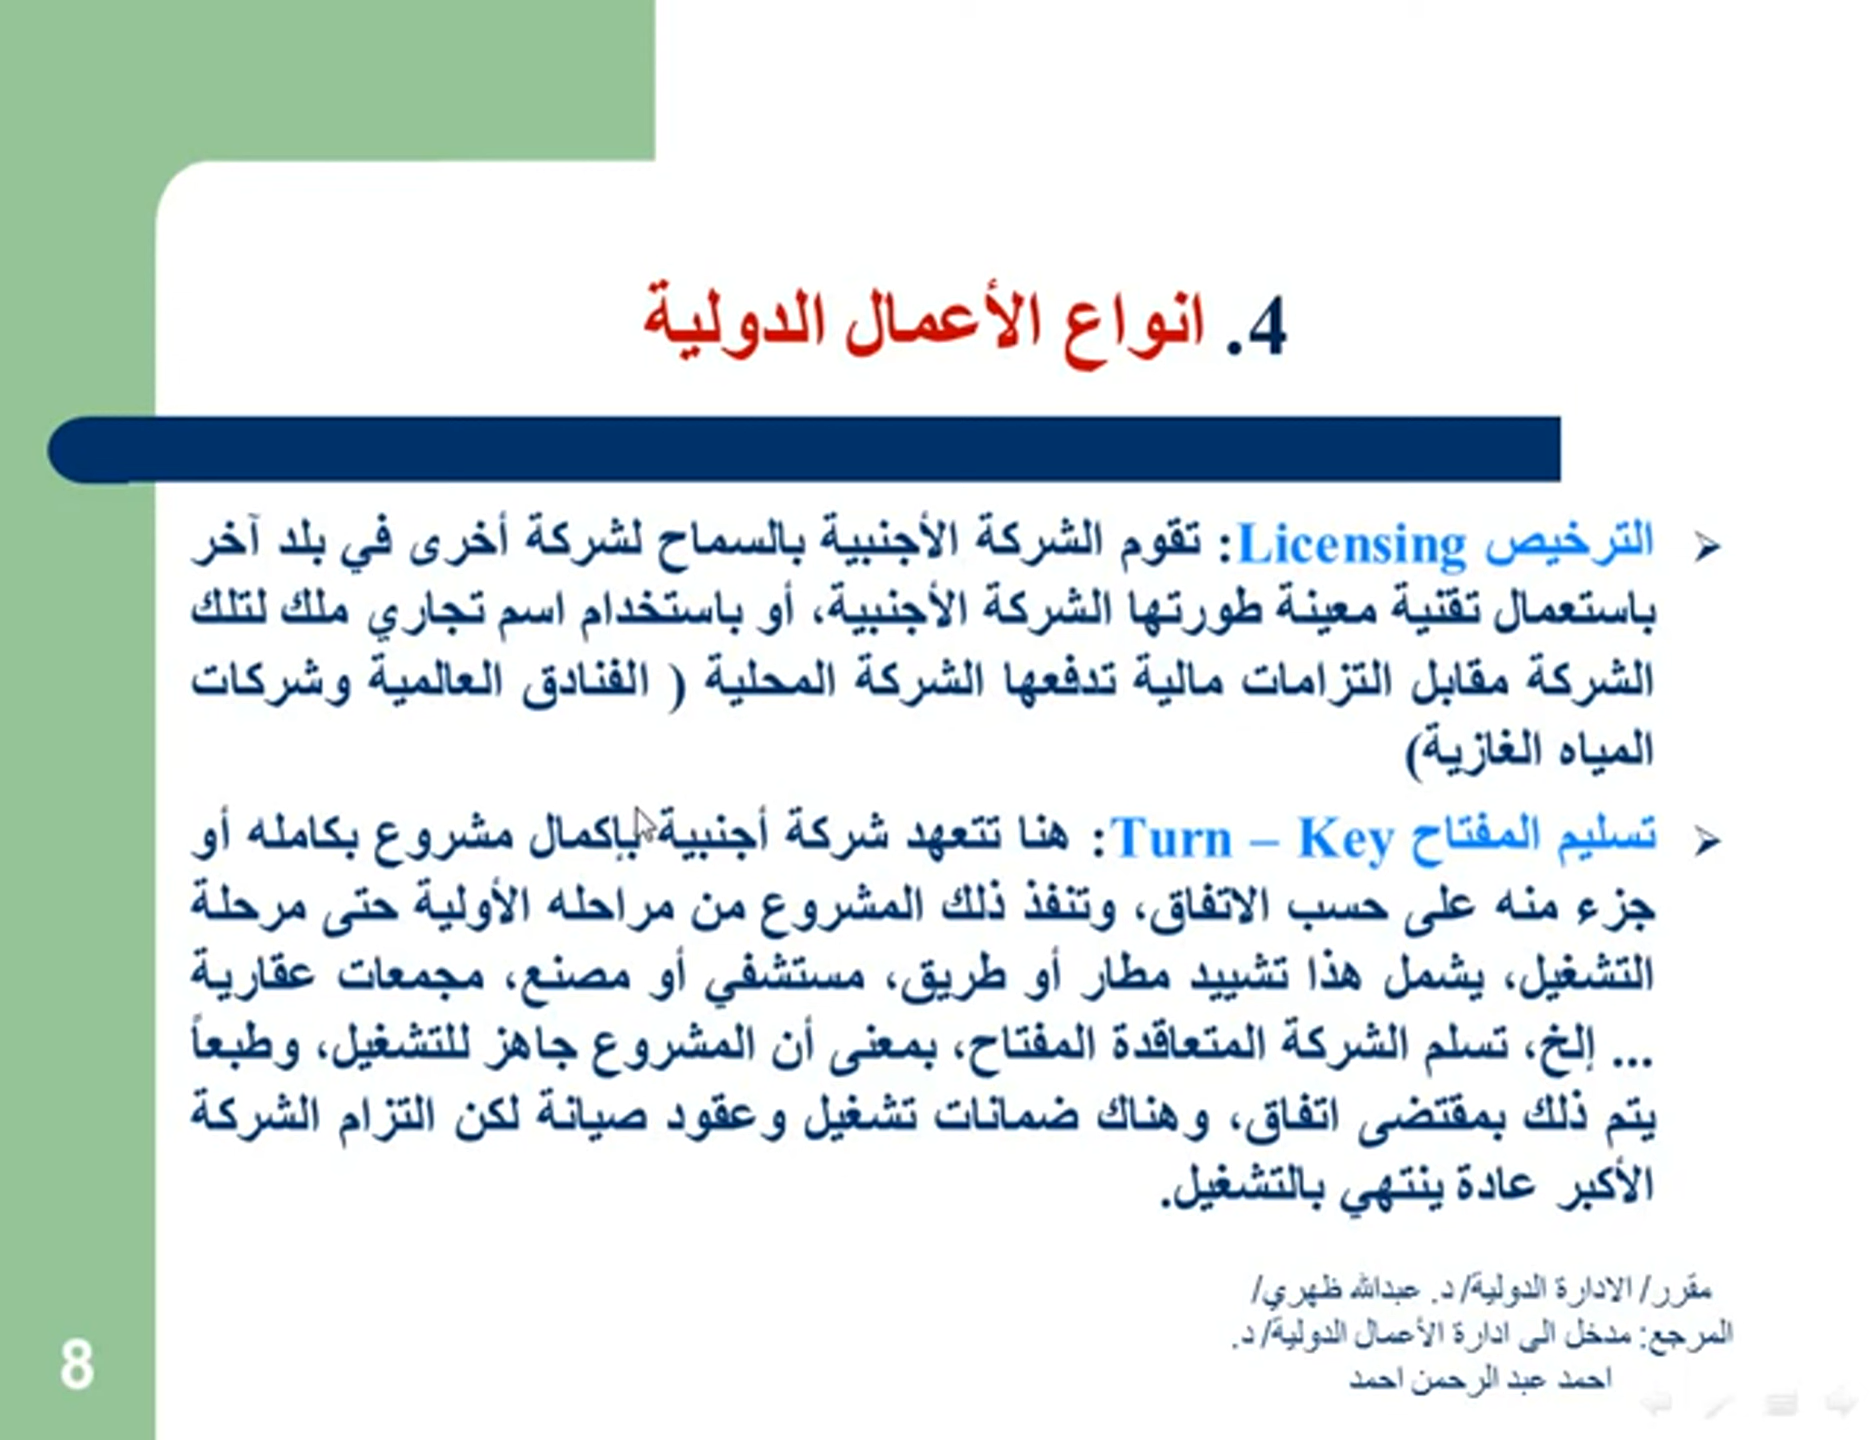 4. انواع الأعمال الدولية
الترخيص Licensing: تقوم الشركة الأجنبية بالسماح لشركة أخرى في بلد آخر
باستعمال تقنية معينة طورتها الشركة الأجنبية، أو باستخدام اسم تجاري ملك لتلك
الشركة مقابل التزامات مالية تدفعها الشركة المحلية ( الفنادق العالمية وشركات
المياه الغازية)
تسليم المفتاح Turn – Key: هنا تتعهد شركة أجنبية بإكمال مشروع بكامله أو
جزء منه على حسب الاتفاق، وتنفذ ذلك المشروع من مراحله الأولية حتى مرحلة
التشغيل، يشمل هذا تشييد مطار أو طريق، مستشفي أو مصنع، مجمعات عقارية
... إلخ، تسلم الشركة المتعاقدة المفتاح، بمعنى أن المشروع جاهز للتشغيل، وطبعاً
يتم ذلك بمقتضى اتفاق، وهناك ضمانات تشغيل وعقود صيانة لكن التزام الشركة
الأكبر عادة ينتهي بالتشغيل.
مقرر/ الادارة الدولية/ د. عبدالله ظهري/
المرجع: مدخل الى ادارة الأعمال الدولية/ د.
احمد عبد الرحمن احمد
8